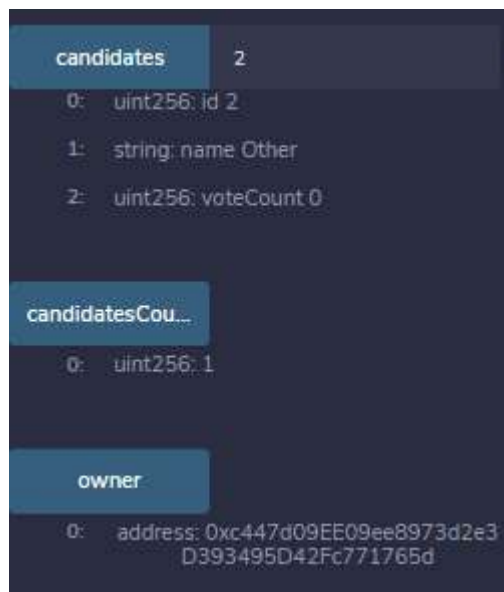 candidates 2
0: uint256: id 2
1: string: name Other
2: uint256: voteCount 0
candidatesCou...
0: uint256: 1
owner
0: address: 0xc447d09EE09ee8973d2e3
D393495D42Fc771765d